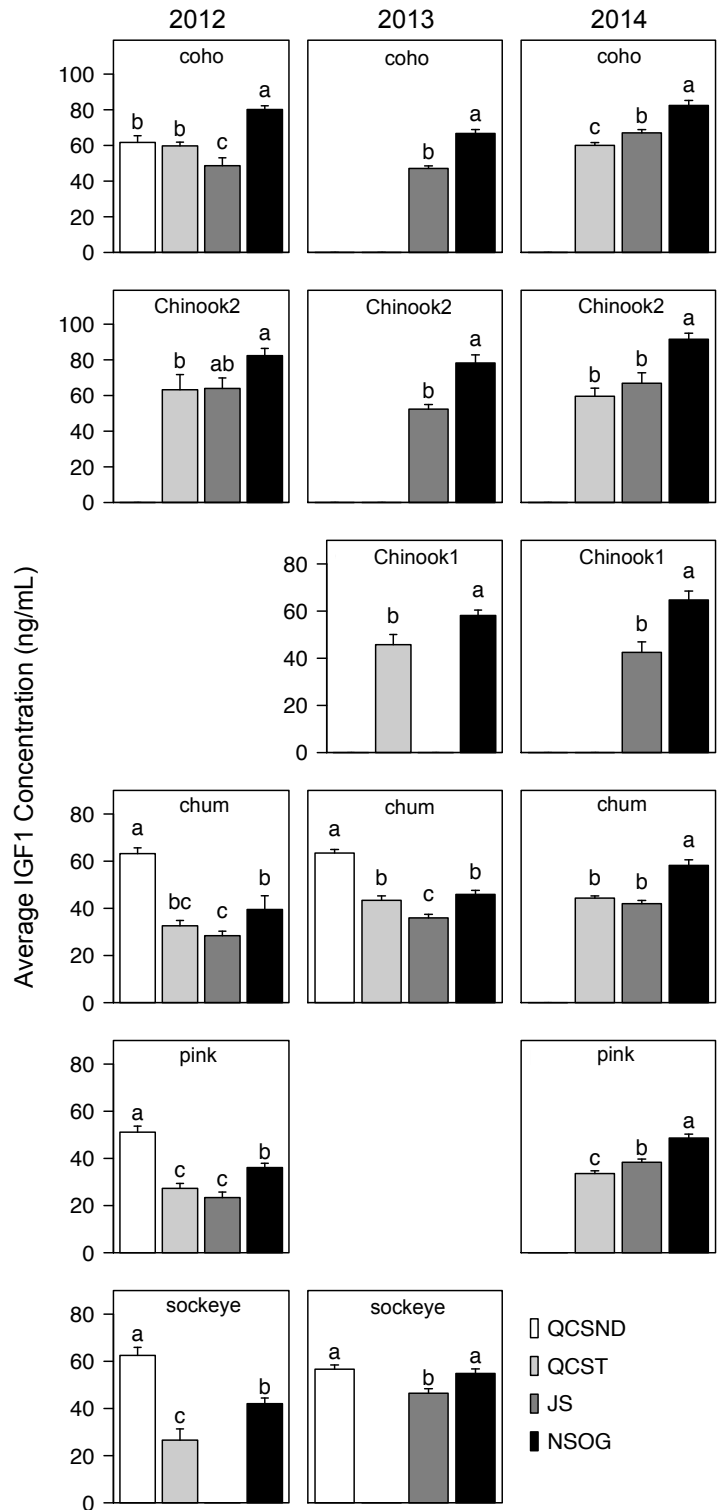 2012 2013 2014
coho coho coho
100
80
60
40
20
0
b b c a
b a
c b a
Chinook2 Chinook2 Chinook2
100
80
60
40
20
0
b ab a
b a
b b a
Average IGF1 Concentration (ng/mL)
Chinook1 Chinook1
80
60
40
20
0
b a
b a
chum chum chum
80
60
40
20
0
a bc c b
a b c b
b b a
pink pink
80
60
40
20
0
a c c b
c b a
sockeye sockeye
80
60
40
20
0
a c b
a b a
QCSND
QCST
JS
NSOG